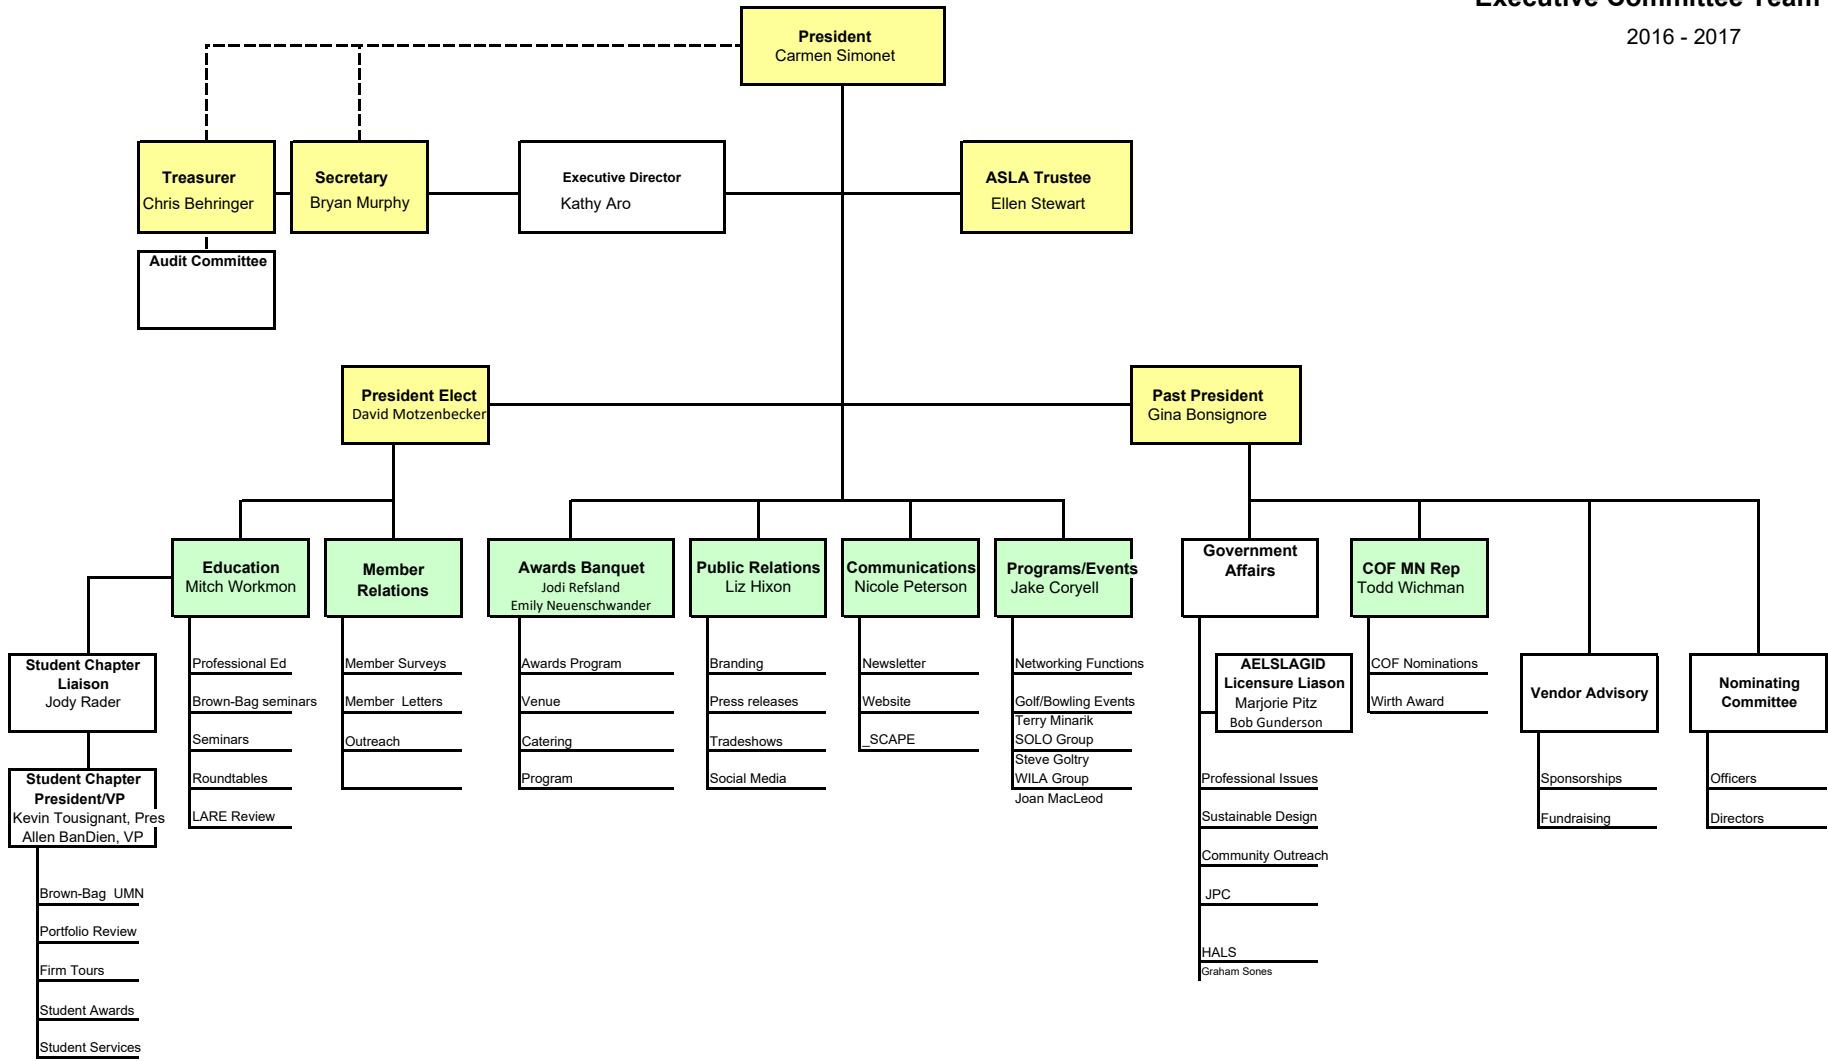 Executive Committee Team
2016 - 2017
President
Carmen Simonet
Treasurer
Chris Behringer
Secretary
Bryan Murphy
Executive Director
Kathy Aro
ASLA Trustee
Ellen Stewart
Audit Committee
President Elect
David Motzenbecker
Past President
Gina Bonsignore
Education
Mitch Workmon
Member
Relations
Awards Banquet
Jodi Refsland
Emily Neuenschwander
Public Relations
Liz Hixon
Communications
Nicole Peterson
Programs/Events
Jake Coryell
Government
Affairs
COF MN Rep
Todd Wichman
Student Chapter
Liaison
Jody Rader
Student Chapter
President/VP
Kevin Tousignant, Pres
Allen BanDien, VP
Brown-Bag  UMN
Portfolio Review
Firm Tours
Student Awards
Student Services
Professional Ed
Brown-Bag seminars
Seminars
Roundtables
LARE Review
Member Surveys
Member  Letters
Outreach
Awards Program
Venue
Catering
Program
Branding
Press releases
Tradeshows
Social Media
Newsletter
Website
_SCAPE
Networking Functions
Golf/Bowling Events
Terry Minarik
SOLO Group
Steve Goltry
WILA Group
Joan MacLeod
AELSLAGID
Licensure Liason
Marjorie Pitz
Bob Gunderson
Professional Issues
Sustainable Design
Community Outreach
JPC
HALS
Graham Sones
COF Nominations
Wirth Award
Vendor Advisory
Sponsorships
Fundraising
Nominating
Committee
Officers
Directors